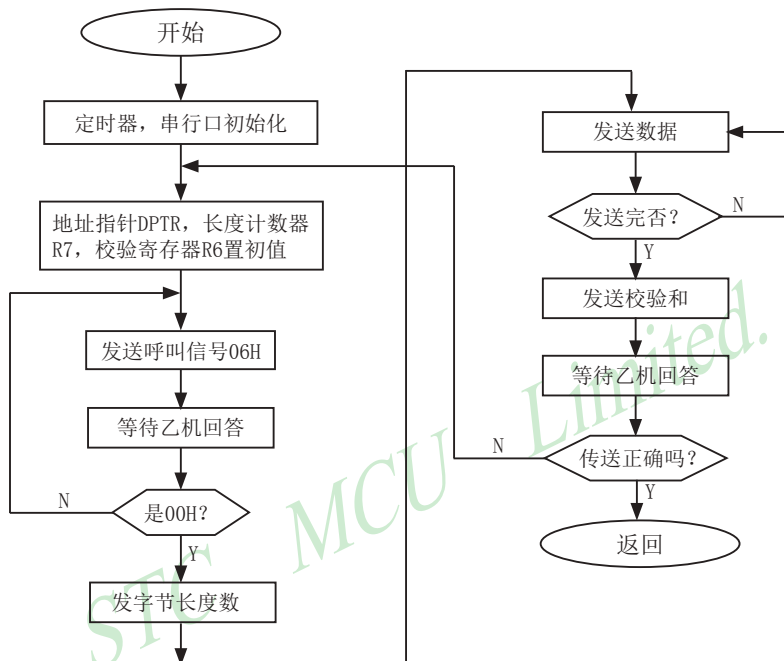 开始
定时器，串行口初始化
地址指针DPTR，长度计数器
R7，校验寄存器R6置初值
发送呼叫信号06H
等待乙机回答
是00H？
N
Y
发字节长度数
发送数据
发送完否？
N
Y
发送校验和
等待乙机回答
传送正确吗？
N
Y
返回
STC MCU Limited.